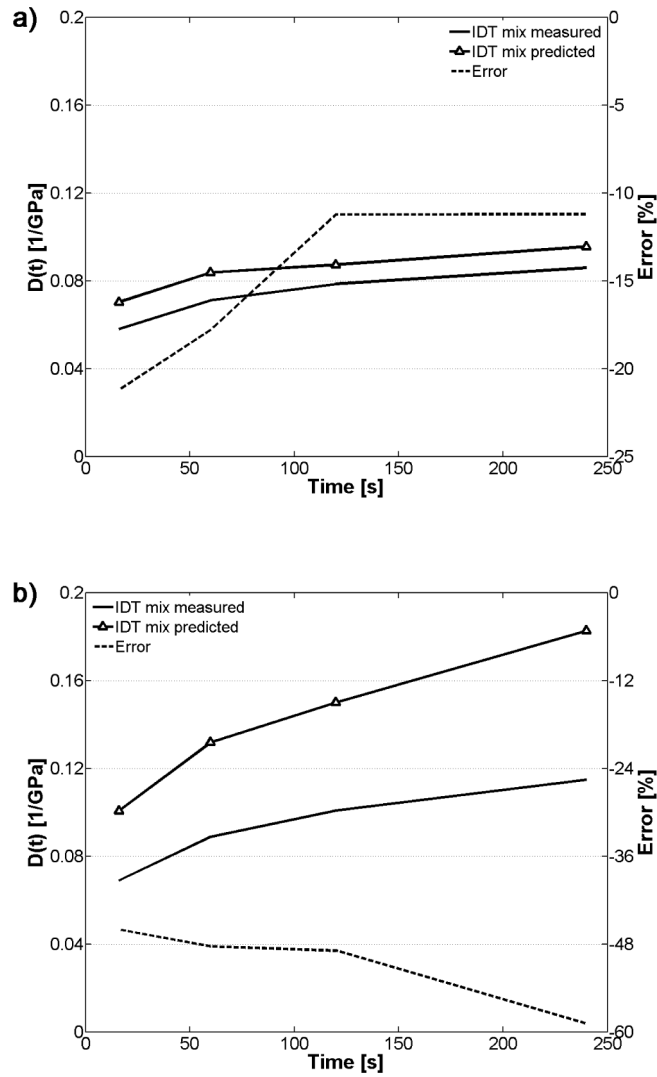 a)
0.2
0.16
0.12
0.08
0.04
0
D(t) [1/GPa]
IDT mix measured
IDT mix predicted
Error
0
-5
-10
-15
-20
-25
Error [%]
0 50 100 150 200 250
Time [s]
b)
0.2
0.16
0.12
0.08
0.04
0
D(t) [1/GPa]
IDT mix measured
IDT mix predicted
Error
0
-12
-24
-36
-48
-60
Error [%]
0 50 100 150 200 250
Time [s]